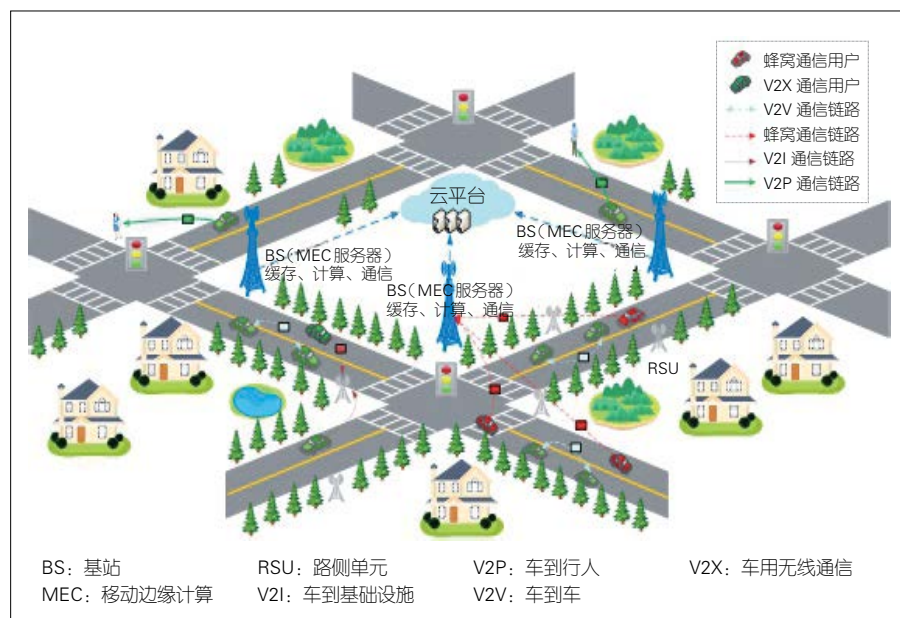 蜂窝通信用户
V2X 通信用户
V2V 通信链路
蜂窝通信链路
V2I 通信链路
V2P 通信链路
云平台
BS（MEC服务器）
缓存、计算、通信
BS（MEC服务器）
缓存、计算、通信
BS（MEC服务器）
缓存、计算、通信
RSU
BS：基站 RSU：路侧单元 V2P：车到行人 V2X：车用无线通信
MEC：移动边缘计算 V2I：车到基础设施 V2V：车到车